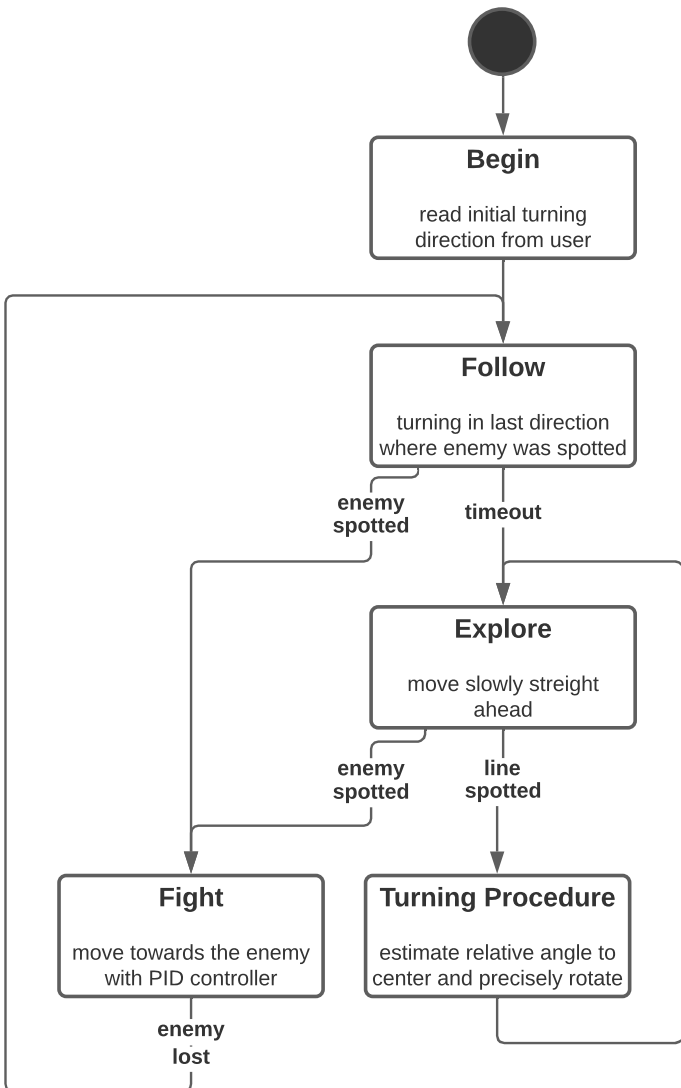 Begin
read initial turning
direction from user
Follow
turning in last direction
where enemy was spotted
enemy
spotted
timeout
Explore
move slowly streight
ahead
enemy
spotted
line
spotted
Fight
move towards the enemy
with PID controller
Turning Procedure
estimate relative angle to
center and precisely rotate
enemy
lost